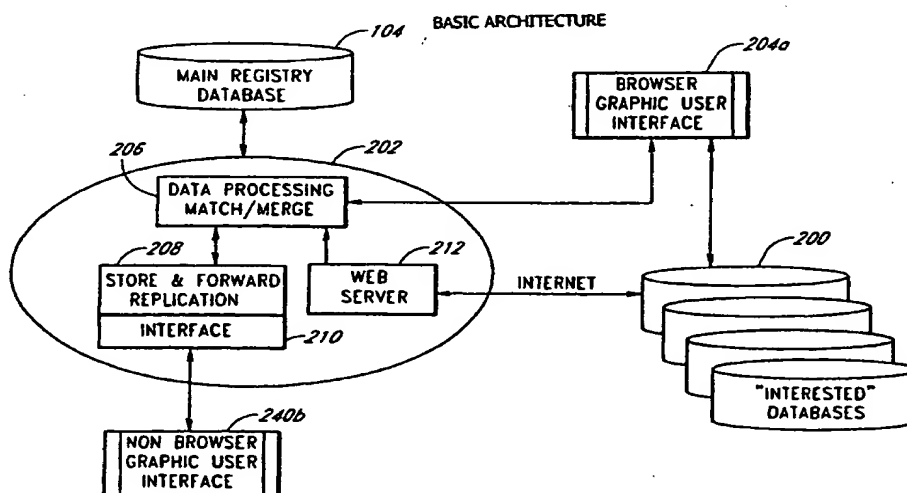 BASIC ARCHITECTURE
104
MAIN REGISTRY
DATABASE
204a
BROWSER
GRAPHIC USER
INTERFACE
206
202
DATA PROCESSING
MATCH/MERGE
208
STORE & FORWARD
REPLICATION
INTERFACE
210
212
WEB
SERVER
INTERNET
200
"INTERESTED"
DATABASES
240b
NON BROWSER
GRAPHIC USER
INTERFACE